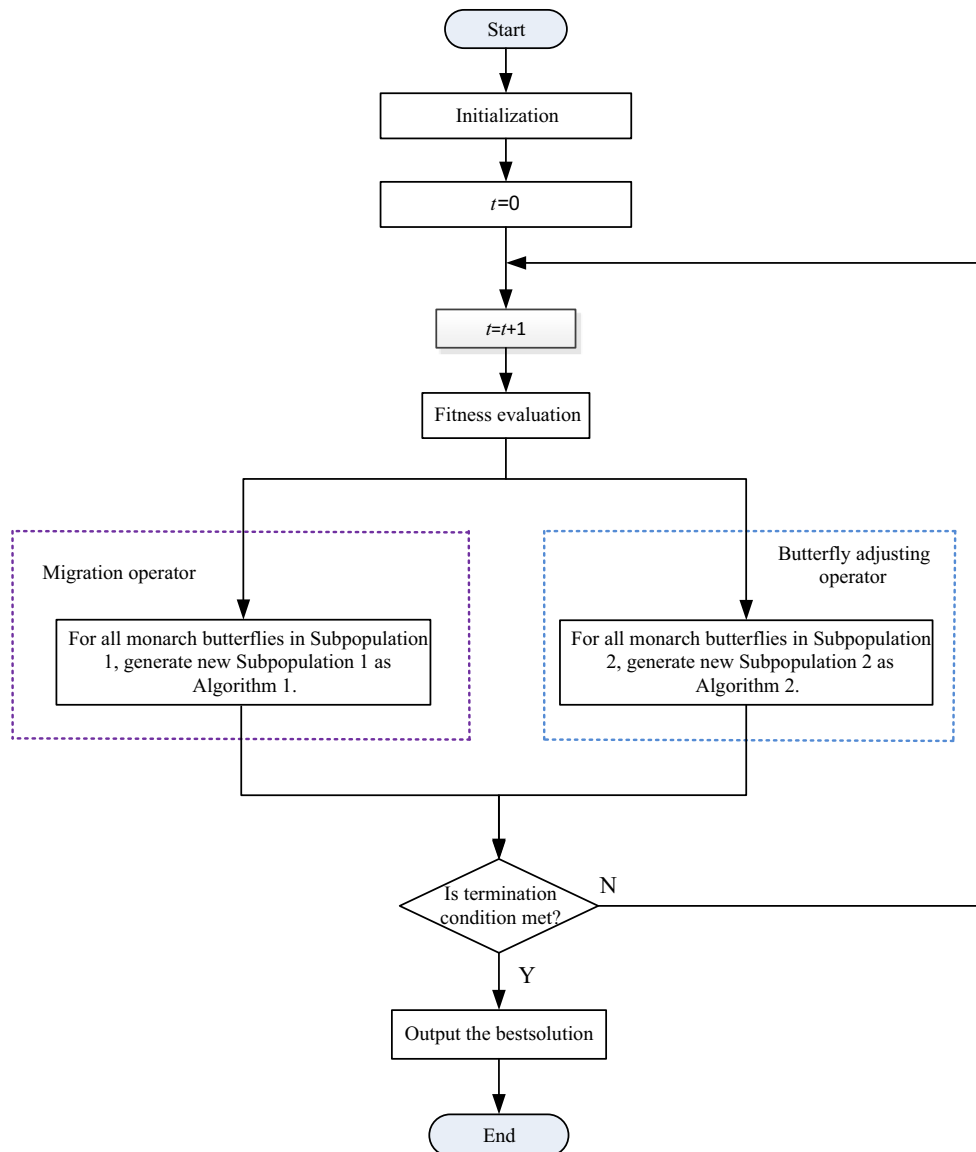 Start
Initialization
t=0
t=t+1
Fitness evaluation
Migration operator
For all monarch butterflies in Subpopulation
1, generate new Subpopulation 1 as
Algorithm 1.
Butterfly adjusting
operator
For all monarch butterflies in Subpopulation
2, generate new Subpopulation 2 as
Algorithm 2.
Is termination
condition met?
N
Y
Output the bestsolution
End